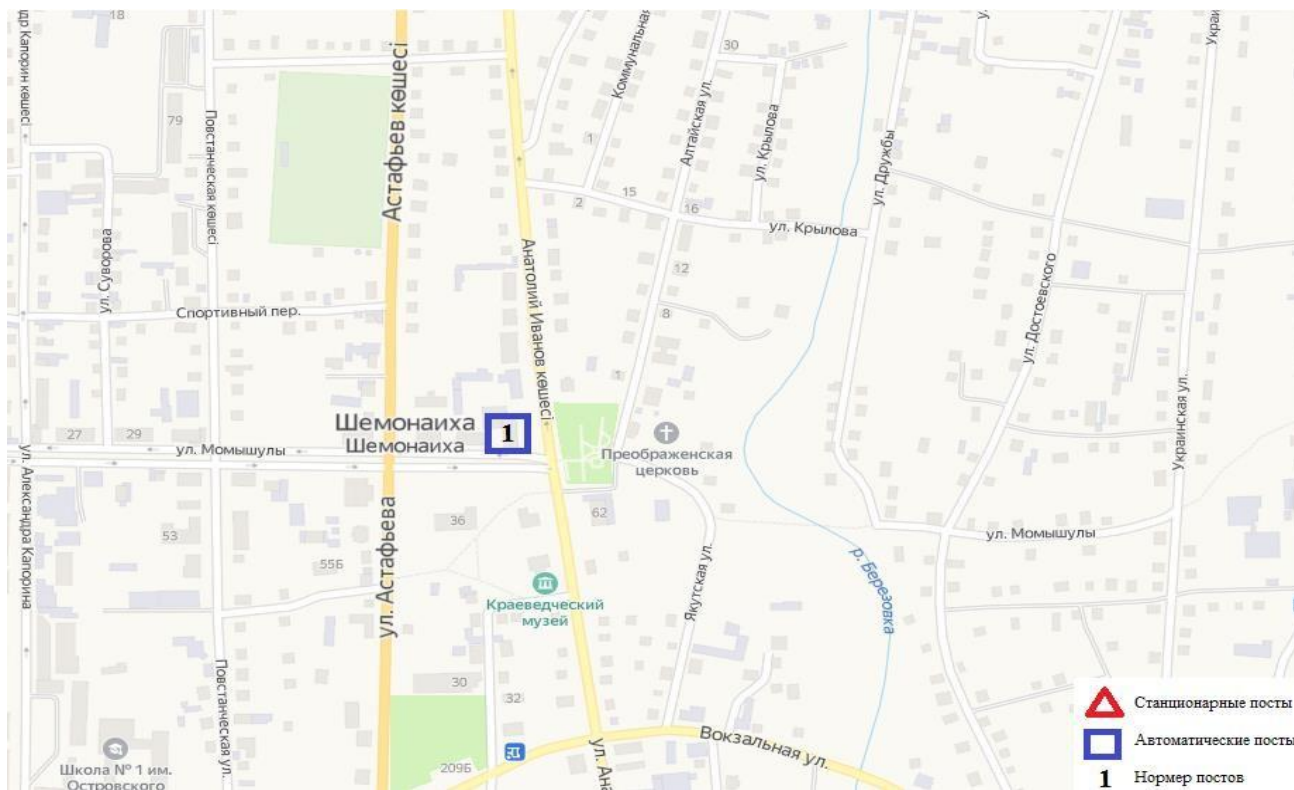 18
30
Украи
др Капорин көшесі
Повстанческая көшесі
Астафьев көшесі
Коммунальная
Алтайская ул.
ул. Крылова
ул. Дружбы
79
1
15
2
16
ул. Крылова
ул. Суворова
12
Анатолий Иванов көшесі
ул. Достоевского
Спортивный пер.
8
1
Украинская ул.
Шемонаиха
1
27
29
ул. Момышулы
Шемонаиха
Преображенская
церковь
ул. Александра Капорина
36
62
53
55Б
ул. Астафьева
ул. Момышулы
р. Березовка
Якутская ул.
Краеведческий
музей
Повстанческая ул.
30
32
Станционарные посты
Вокзальная ул.
Автоматические посты
ул. Ана
Школа № 1 им.
Островского
209Б
1 Нормер постов